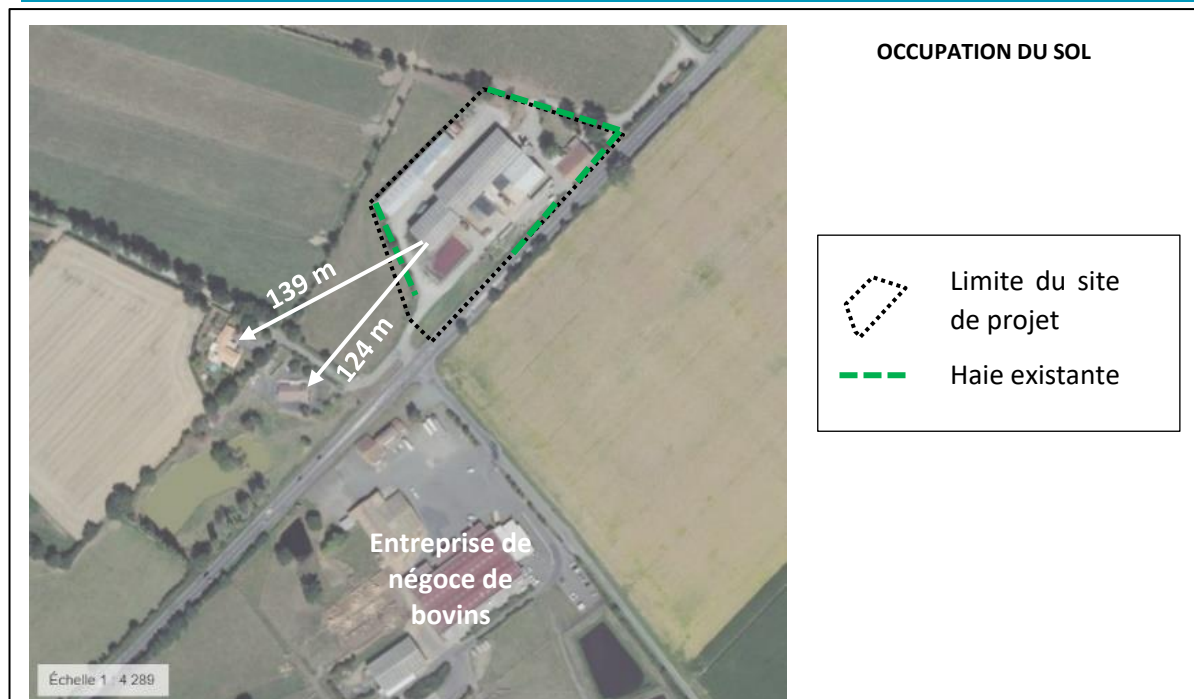 OCCUPATION DU SOL
139 m
124 m
Entreprise de
négoce de
bovins
Échelle 1 : 4 289
Limite du site
de projet
Haie existante